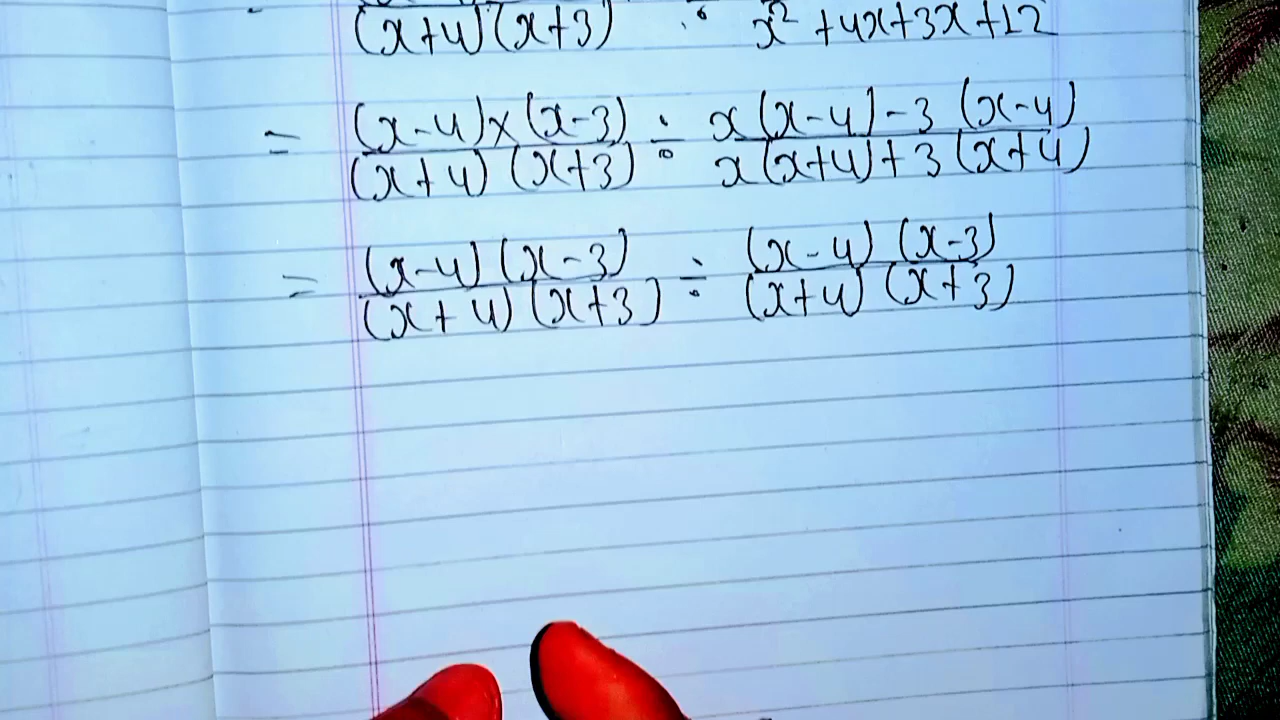 (x+4)(x+3) ÷ x² +4x+3x+12
= (x-4)×(x-3) ÷ x(x-4)-3(x-4)
(x+4)(x+3) x(x+4)+3(x+4)
= (x-4)(x-3) ÷ (x-4)(x-3)
(x+4)(x+3) (x+4)(x+3)